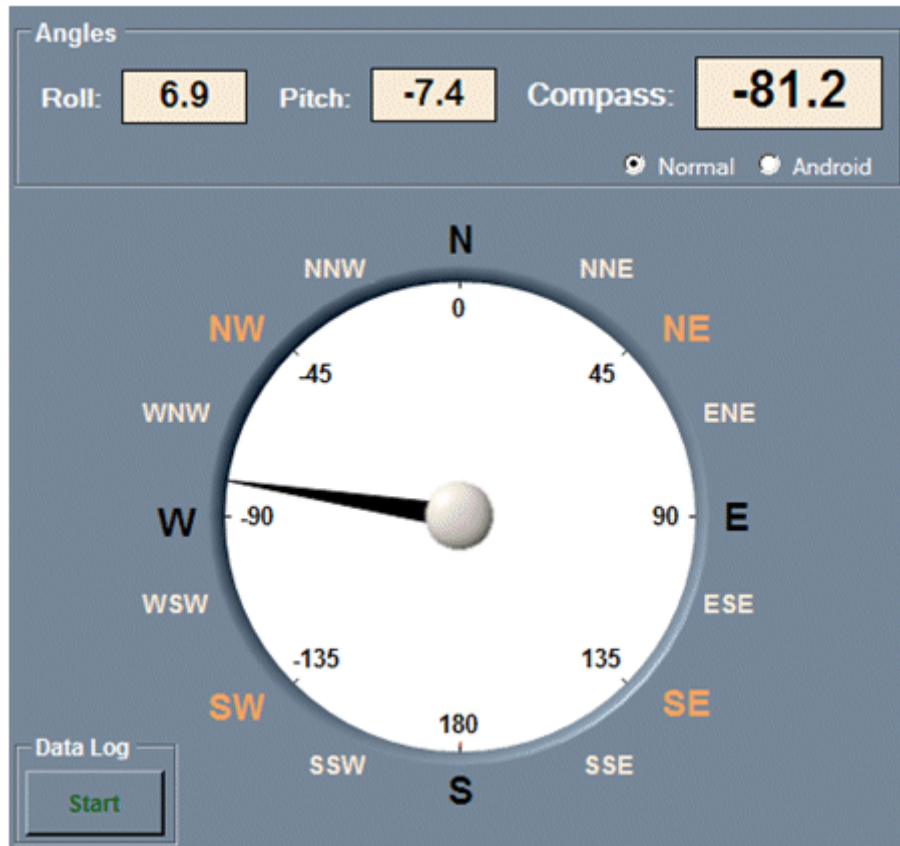 Angles
Roll: 6.9 Pitch: -7.4 Compass: -81.2
Normal Android
N
NNW NNE
0
NW NE
-45 45
WNW ENE
W -90 90 E
WSW ESE
-135 135
SW SE
180
Data Log SSW SSE
S
Start